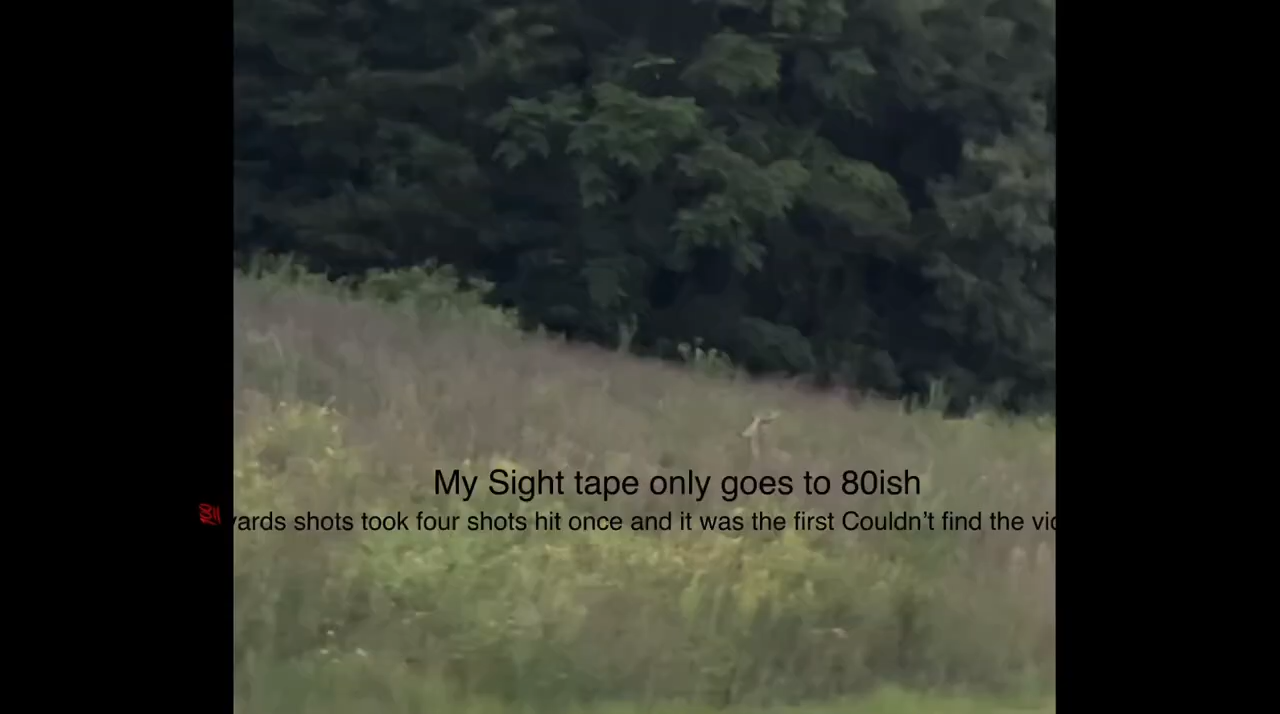 My Sight tape only goes to 80ish
💯 yards shots took four shots hit once and it was the first Couldn’t find the